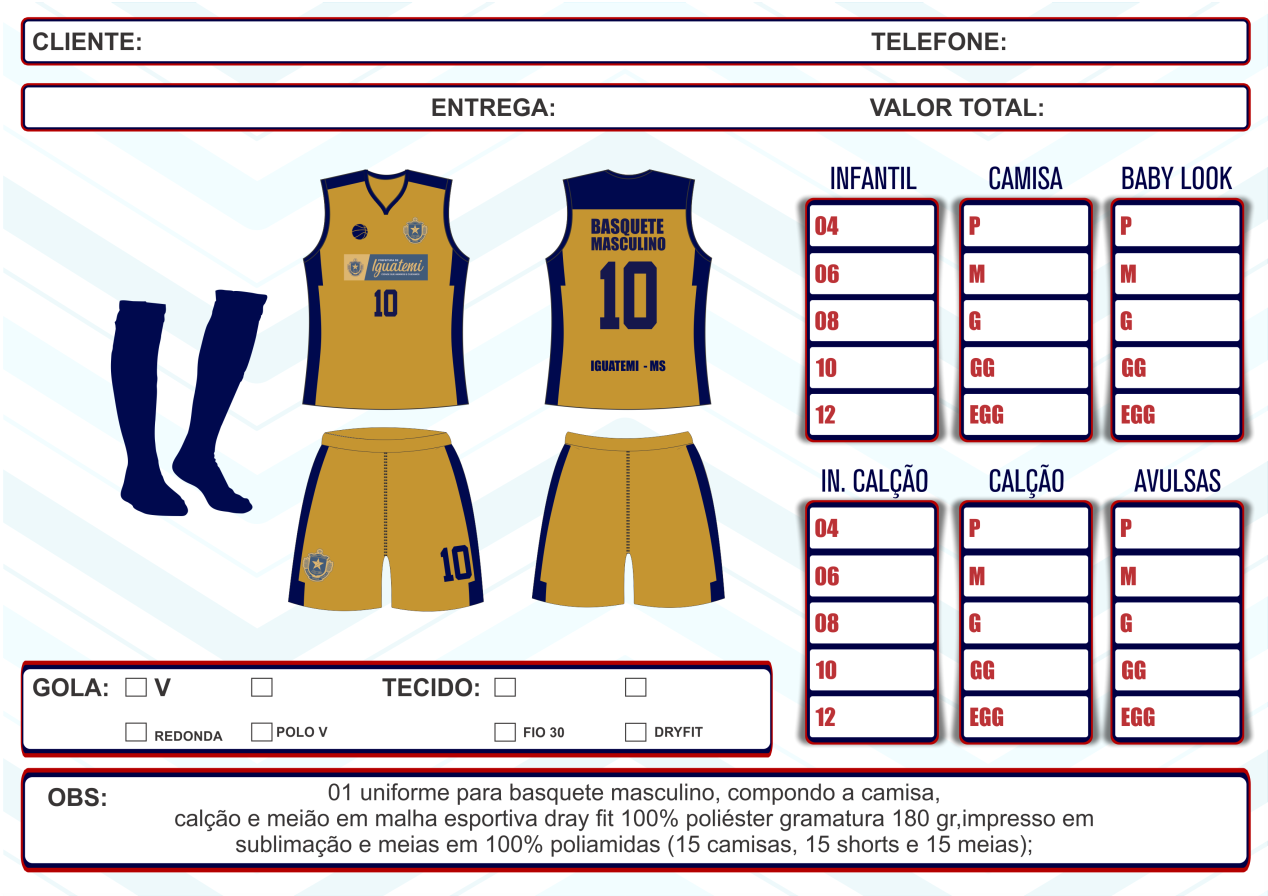 CLIENTE: TELEFONE:
ENTREGA: VALOR TOTAL:
INFANTIL CAMISA BABY LOOK
04 P P
06 M M
08 G G
10 GG GG
12 EGG EGG
Iguatemi
10
BASQUETE
MASCULINO
10
IGUATEMI - MS
10
IN. CALÇÃO CALÇÃO AVULSAS
04 P P
06 M M
08 G G
10 GG GG
12 EGG EGG
GOLA: V TECIDO:
REDONDA POLO V FIO 30 DRYFIT
OBS:
01 uniforme para basquete masculino, compondo a camisa,
calção e meião em malha esportiva dray fit 100% poliéster gramatura 180 gr,impresso em
sublimação e meias em 100% poliamidas (15 camisas, 15 shorts e 15 meias);